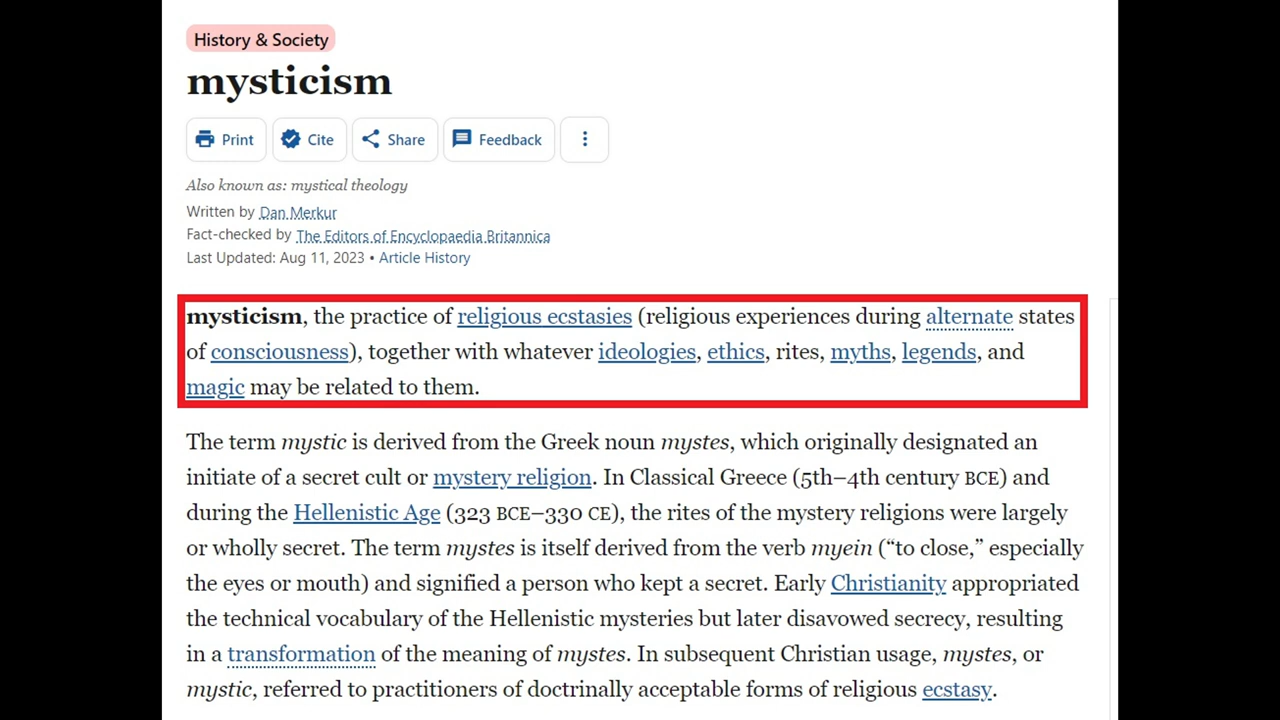 History & Society
mysticism
Print Cite Share Feedback
Also known as: mystical theology
Written by Dan Merkur
Fact-checked by The Editors of Encyclopaedia Britannica
Last Updated: Aug 11, 2023 • Article History
mysticism, the practice of religious ecstasies (religious experiences during alternate states
of consciousness), together with whatever ideologies, ethics, rites, myths, legends, and
magic may be related to them.
The term mystic is derived from the Greek noun mystes, which originally designated an
initiate of a secret cult or mystery religion. In Classical Greece (5th–4th century BCE) and
during the Hellenistic Age (323 BCE–330 CE), the rites of the mystery religions were largely
or wholly secret. The term mystes is itself derived from the verb myein (“to close,” especially
the eyes or mouth) and signified a person who kept a secret. Early Christianity appropriated
the technical vocabulary of the Hellenistic mysteries but later disavowed secrecy, resulting
in a transformation of the meaning of mystes. In subsequent Christian usage, mystes, or
mystic, referred to practitioners of doctrinally acceptable forms of religious ecstasy.